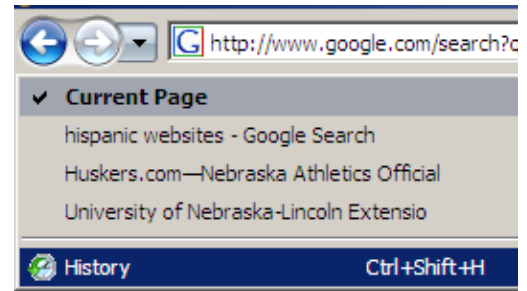 http://www.google.com/search?
✓ Current Page
hispanic websites - Google Search
Huskers.com—Nebraska Athletics Official
University of Nebraska-Lincoln Extensio
History Ctrl+Shift+H